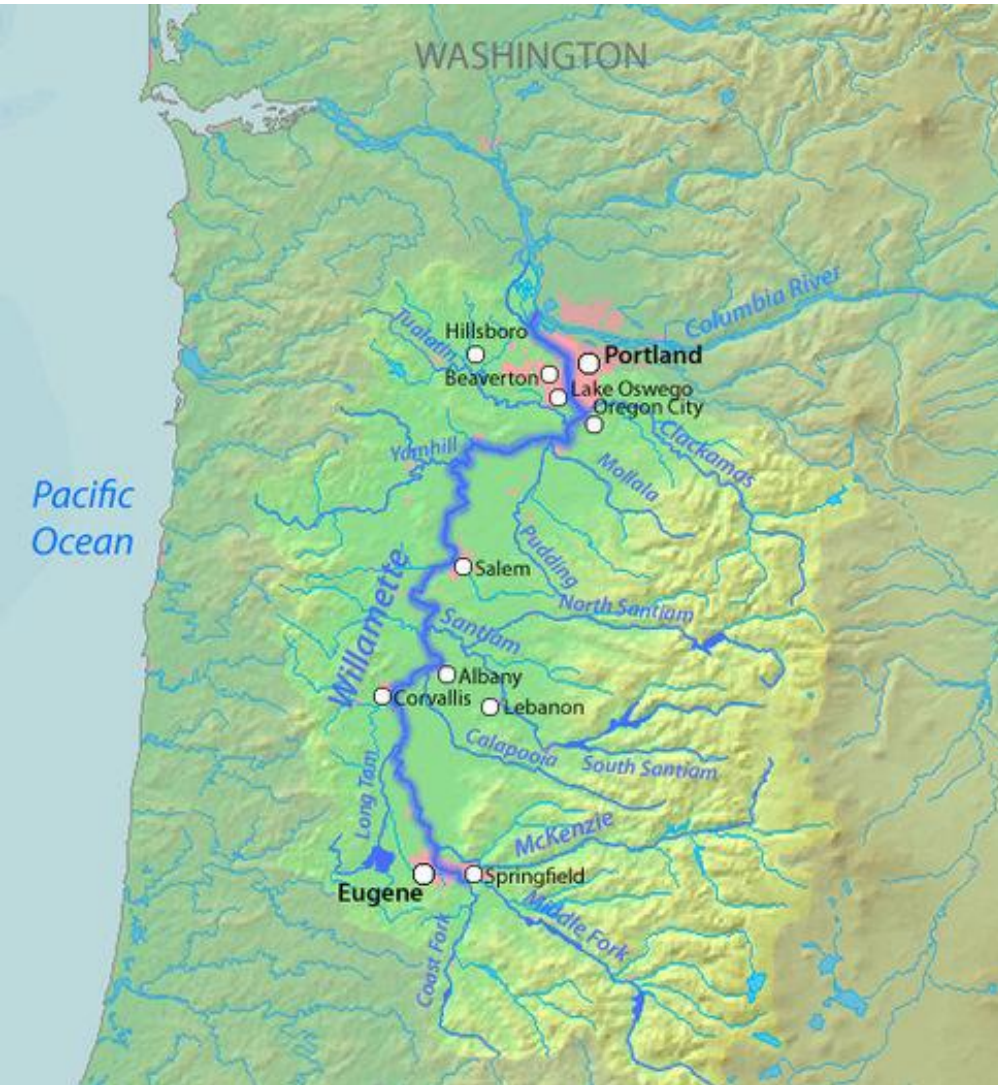 WASHINGTON
Columbia River
Tualatin
Hillsboro
Portland
Beaverton
Lake Oswego
Oregon City
Clackamas
Yamhill
Mollala
Pacific
Ocean
Pudding
Willamette
Salem
North Santiam
Santiam
Albany
Corvallis
Lebanon
Calapooia
South Santiam
Long Tom
McKenzie
Eugene
Springfield
Middle Fork
Coast Fork